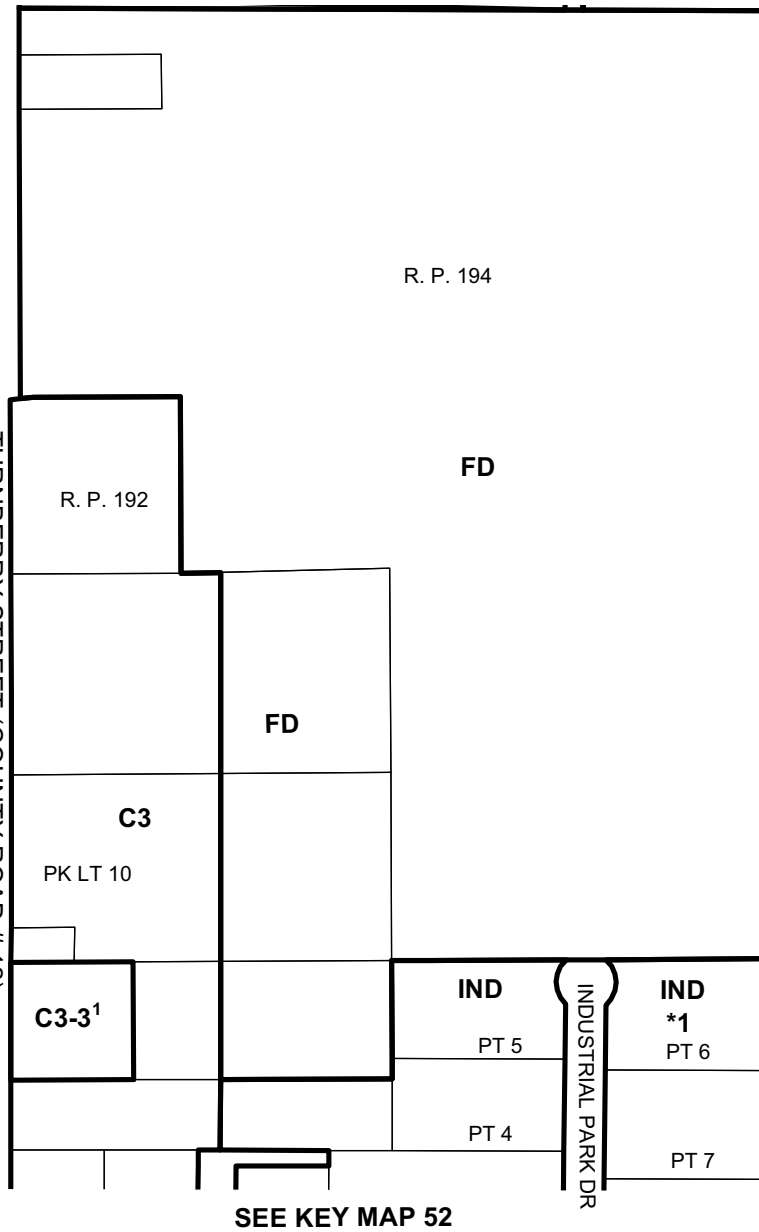 R. P. 194
FD
R. P. 192
FD
C3
PK LT 10
C3-3¹
IND
PT 5
PT 4
INDUSTRIAL PARK DR
IND
*1
PT 6
PT 7
SEE KEY MAP 52